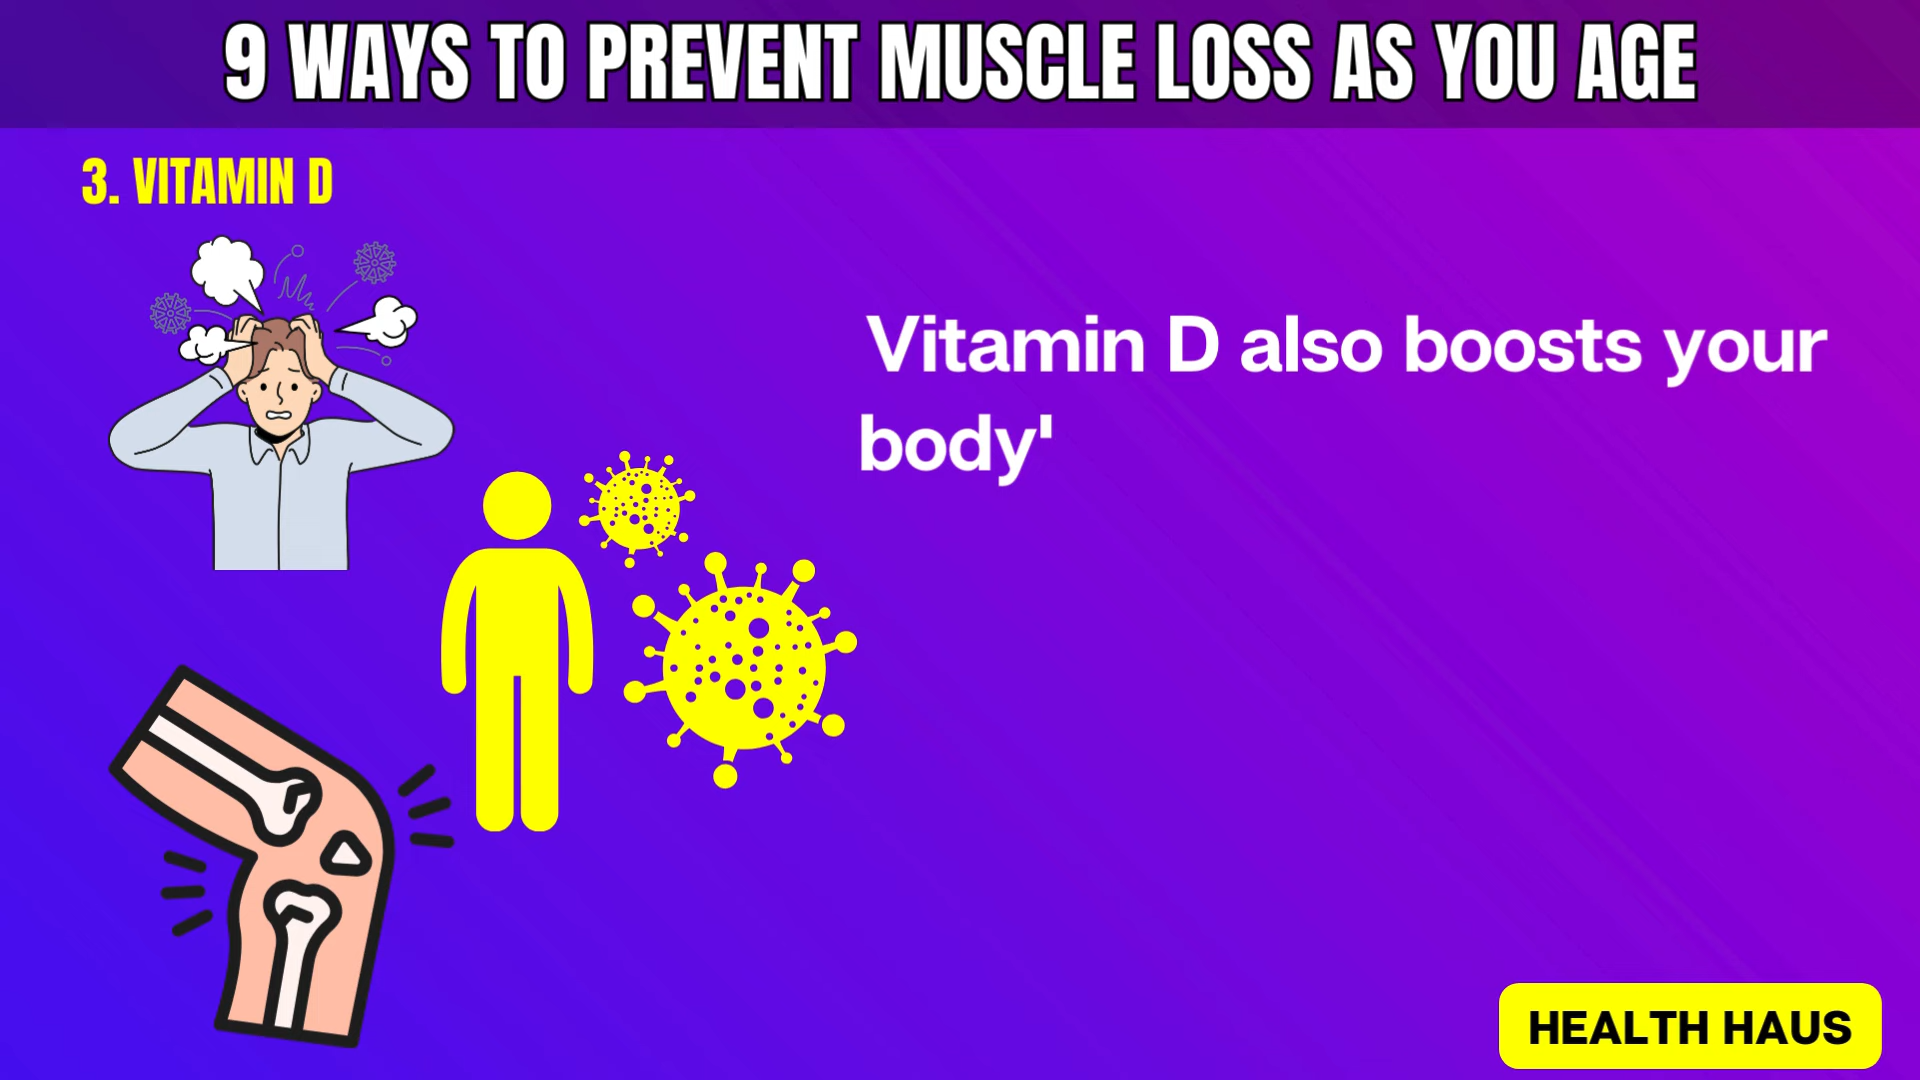 9 WAYS TO PREVENT MUSCLE LOSS AS YOU AGE
3. VITAMIN D
Vitamin D also boosts your
body'
HEALTH HAUS